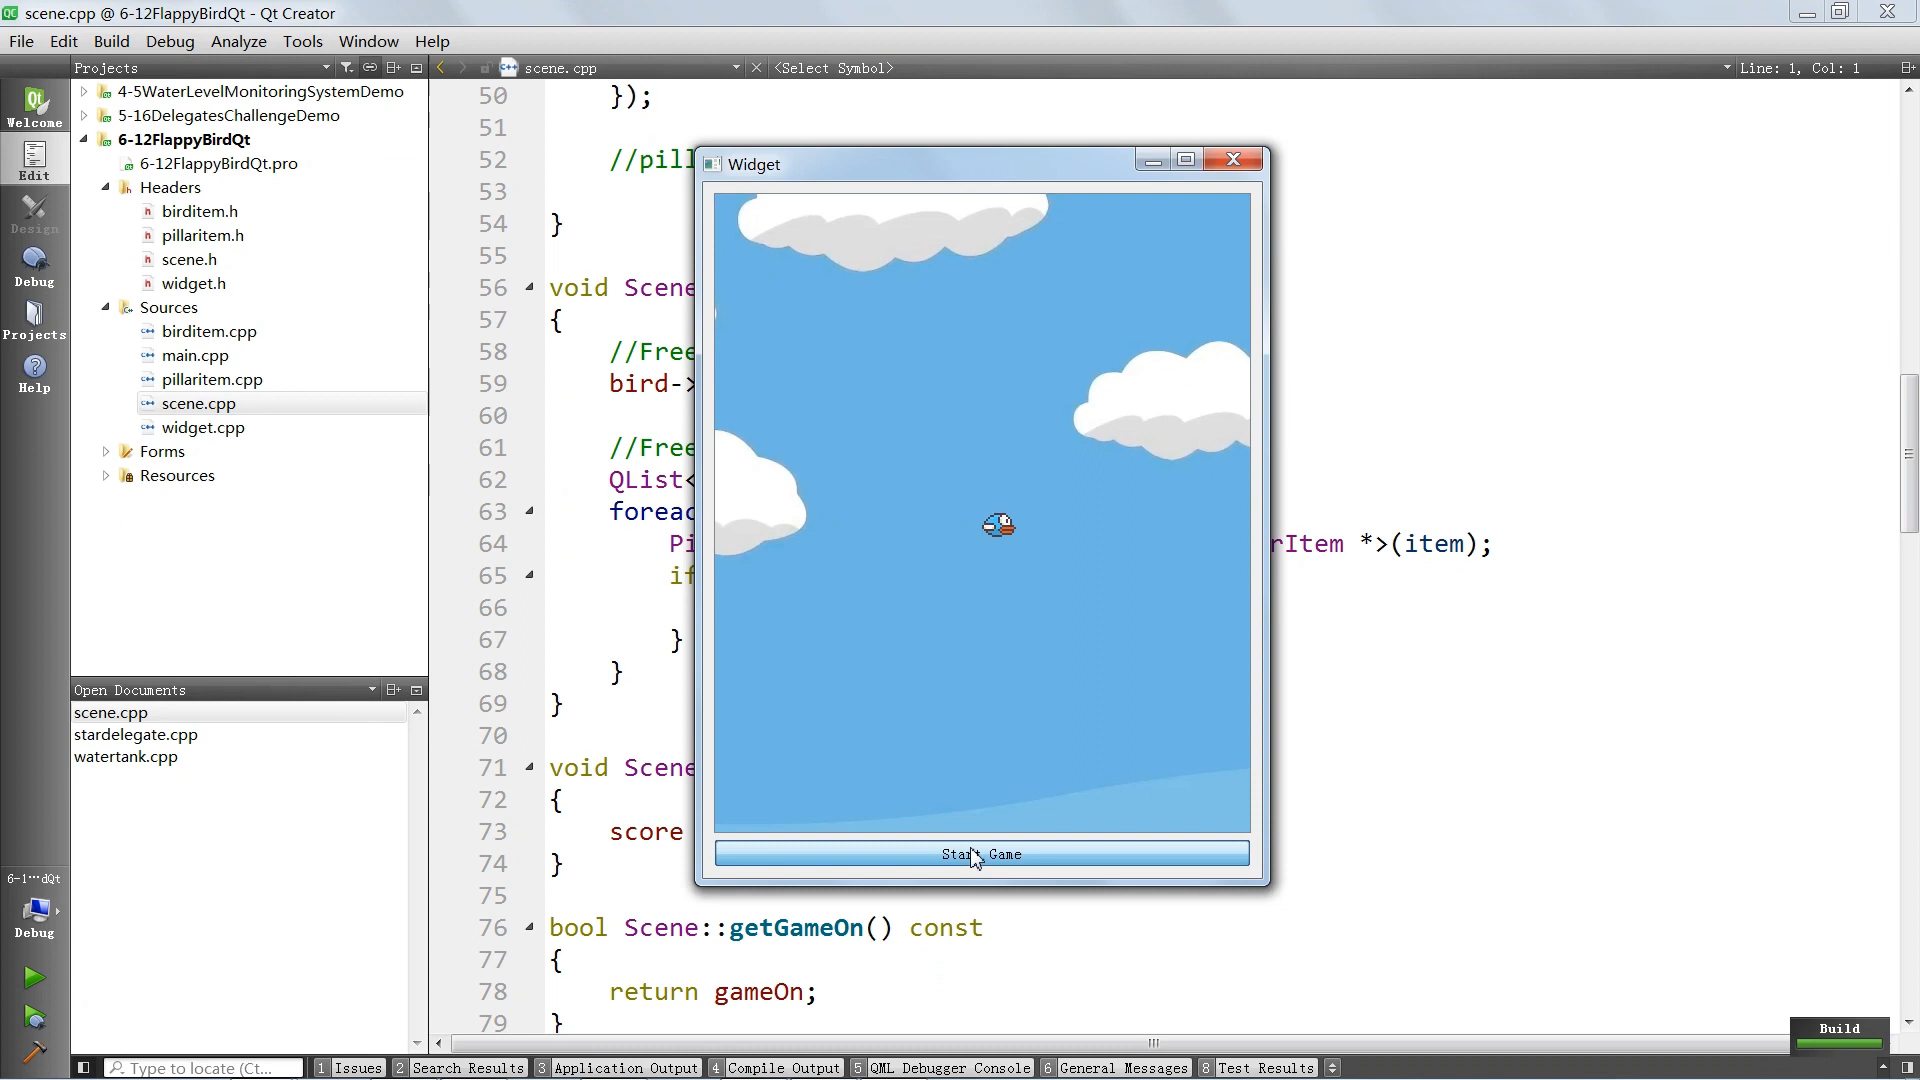 scene.cpp @ 6-12FlappyBirdQt - Qt Creator
File Edit Build Debug Analyze Tools Window Help
Projects
scene.cpp
<Select Symbol>
Line: 1, Col: 1
Welcome
Edit
Design
Debug
Projects
Help
6-1···dQt
Debug
4-5WaterLevelMonitoringSystemDemo
5-16DelegatesChallengeDemo
6-12FlappyBirdQt
6-12FlappyBirdQt.pro
Headers
birditem.h
pillaritem.h
scene.h
widget.h
Sources
birditem.cpp
main.cpp
pillaritem.cpp
scene.cpp
widget.cpp
Forms
Resources
Open Documents
scene.cpp
stardelegate.cpp
watertank.cpp
50 });
51
52 //pill
53
54 }
55
56 void Scene
57 {
58 //Free
59 bird->
60
61 //Free
62 QList<
63 foreac
64 Pi rItem *>(item);
65 if
66
67 }
68 }
69 }
70
71 void Scene
72 {
73 score
74 }
75
76 bool Scene::getGameOn() const
77 {
78 return gameOn;
79 }
Widget
Start Game
Build
Type to locate (Ct...
1 Issues
2 Search Results
3 Application Output
4 Compile Output
5 QML Debugger Console
6 General Messages
8 Test Results